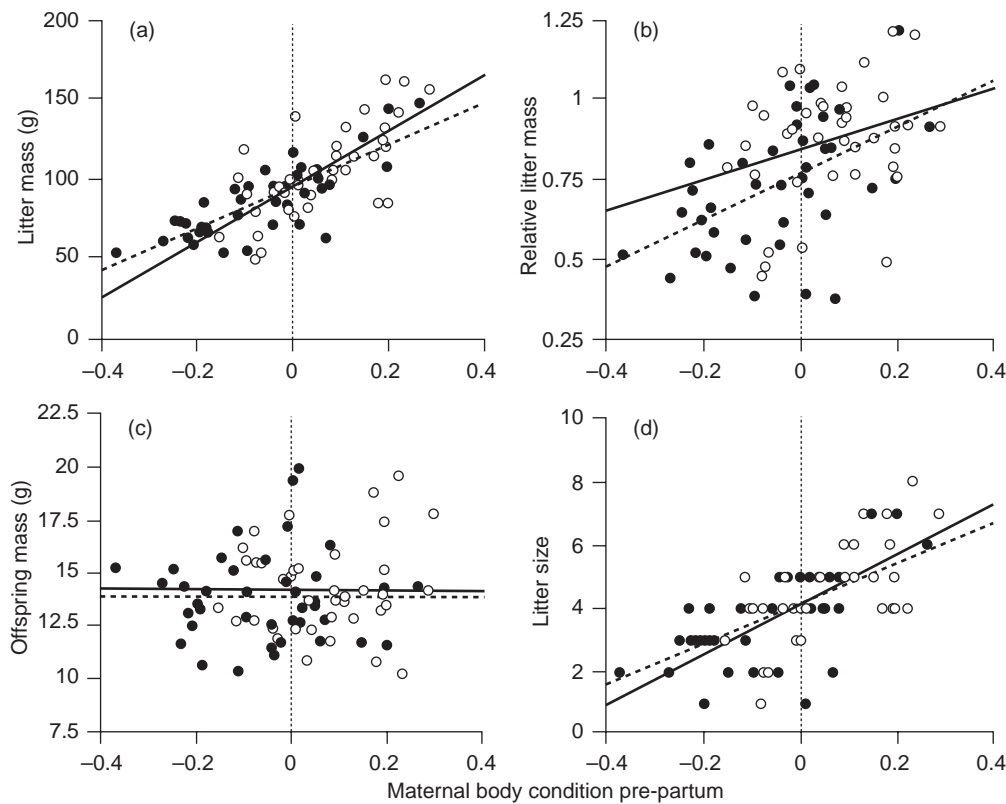 200
150
100
50
0
Litter mass (g)
(a)
–0.4 –0.2 0 0.2 0.4
1.25
1
0.75
0.5
0.25
Relative litter mass
(b)
–0.4 –0.2 0 0.2 0.4
22.5
20
17.5
15
12.5
10
7.5
Offspring mass (g)
(c)
–0.4 –0.2 0 0.2 0.4
10
8
6
4
2
0
Litter size
(d)
–0.4 –0.2 0 0.2 0.4
Maternal body condition pre-partum